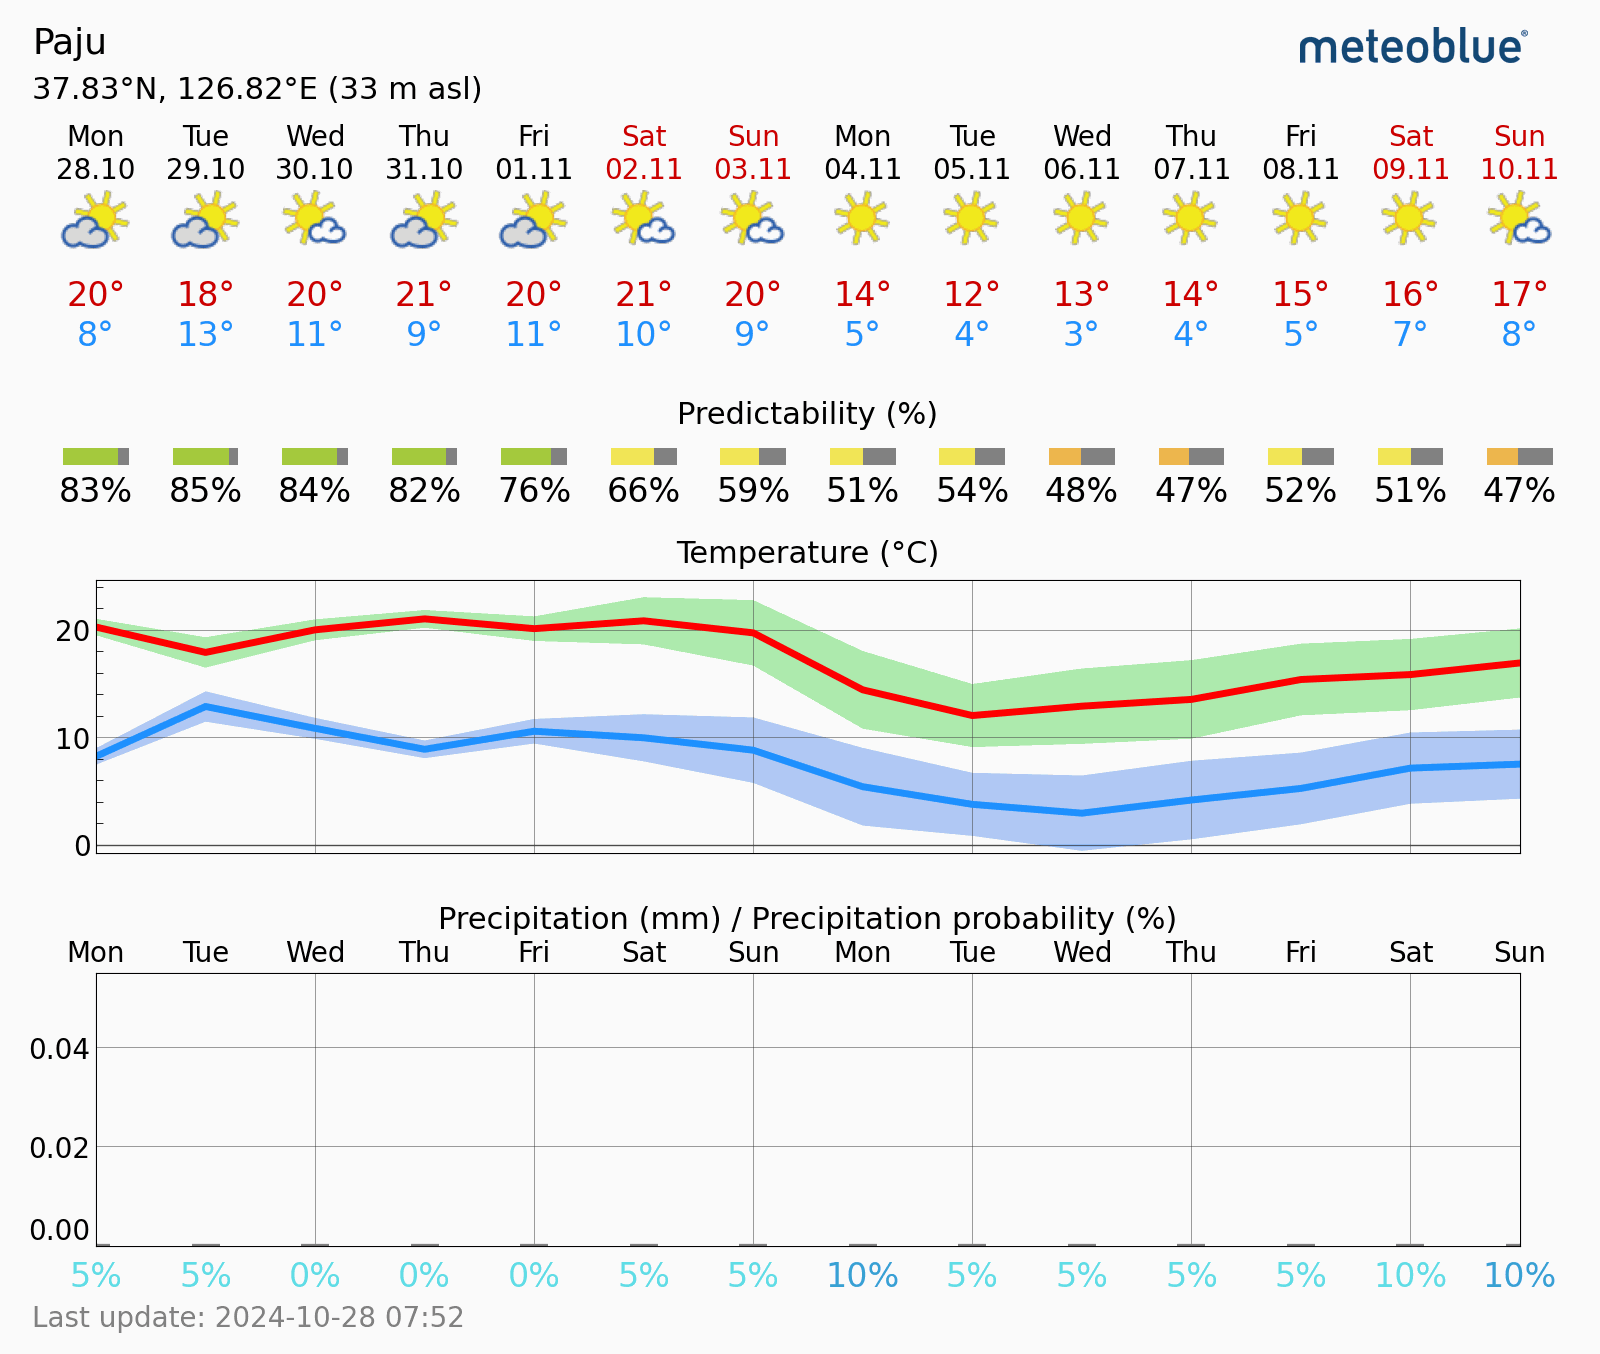 Paju
meteoblue®
37.83°N, 126.82°E (33 m asl)
Mon Tue Wed Thu Fri Sat Sun Mon Tue Wed Thu Fri Sat Sun
28.10 29.10 30.10 31.10 01.11 02.11 03.11 04.11 05.11 06.11 07.11 08.11 09.11 10.11
20° 18° 20° 21° 20° 21° 20° 14° 12° 13° 14° 15° 16° 17°
8° 13° 11° 9° 11° 10° 9° 5° 4° 3° 4° 5° 7° 8°
Predictability (%)
83% 85% 84% 82% 76% 66% 59% 51% 54% 48% 47% 52% 51% 47%
Temperature (°C)
20
10
0
Precipitation (mm) / Precipitation probability (%)
Mon Tue Wed Thu Fri Sat Sun Mon Tue Wed Thu Fri Sat Sun
0.04
0.02
0.00
5% 5% 0% 0% 0% 5% 5% 10% 5% 5% 5% 5% 10% 10%
Last update: 2024-10-28 07:52